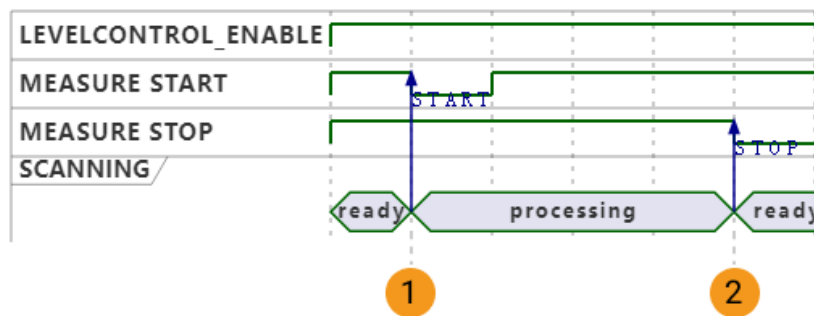 LEVELCONTROL_ENABLE
MEASURE START
START
MEASURE STOP
STOP
SCANNING
ready processing ready
1 2